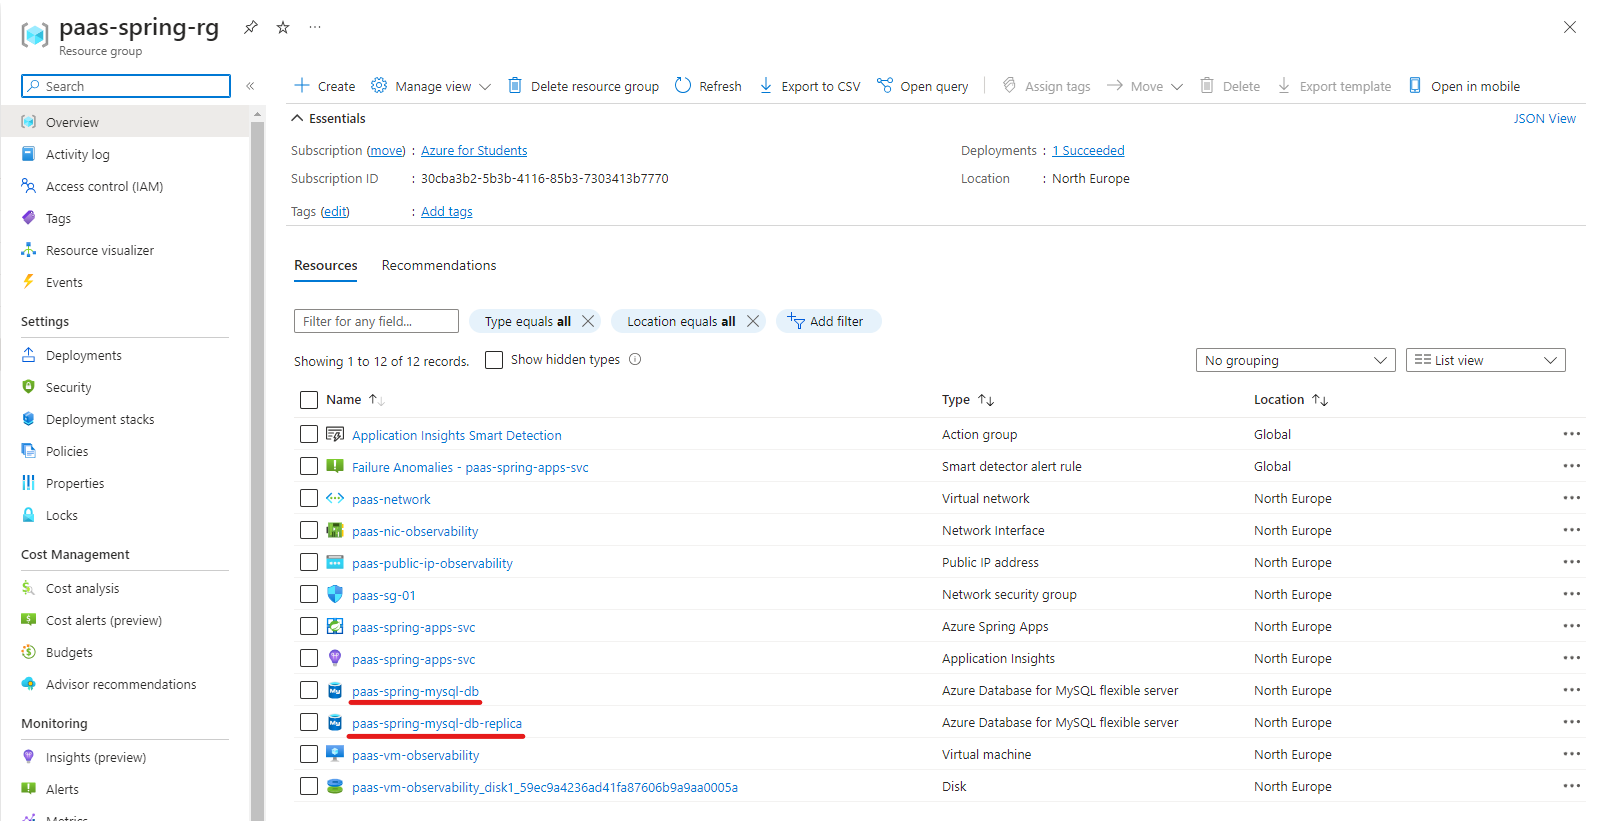 paas-spring-rg
Resource group
Search
Overview
Activity log
Access control (IAM)
Tags
Resource visualizer
Events
Settings
Deployments
Security
Deployment stacks
Policies
Properties
Locks
Cost Management
Cost analysis
Cost alerts (preview)
Budgets
Advisor recommendations
Monitoring
Insights (preview)
Alerts
Metrics
Create Manage view Delete resource group Refresh Export to CSV Open query Assign tags Move Delete Export template Open in mobile
Essentials JSON View
Subscription (move) : Azure for Students Deployments : 1 Succeeded
Subscription ID : 30cba3b2-5b3b-4116-85b3-7303413b7770 Location : North Europe
Tags (edit) : Add tags
Resources Recommendations
Filter for any field... Type equals all Location equals all Add filter
Showing 1 to 12 of 12 records. Show hidden types No grouping List view
Name Type Location
Application Insights Smart Detection Action group Global
Failure Anomalies - paas-spring-apps-svc Smart detector alert rule Global
paas-network Virtual network North Europe
paas-nic-observability Network Interface North Europe
paas-public-ip-observability Public IP address North Europe
paas-sg-01 Network security group North Europe
paas-spring-apps-svc Azure Spring Apps North Europe
paas-spring-apps-svc Application Insights North Europe
paas-spring-mysql-db Azure Database for MySQL flexible server North Europe
paas-spring-mysql-db-replica Azure Database for MySQL flexible server North Europe
paas-vm-observability Virtual machine North Europe
paas-vm-observability_disk1_59ec9a4236ad41fa87606b9a9aa0005a Disk North Europe